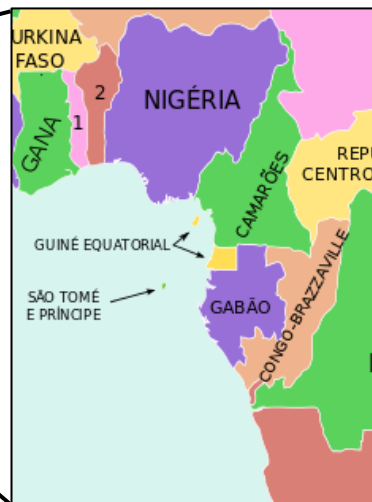 URKINA
FASO
2
NIGÉRIA
GANA
1
REPU
CENTRO
CAMARÕES
GUINÉ EQUATORIAL
SÃO TOMÉ
E PRÍNCIPE
GABÃO
CONGO-BRAZZAVILLE